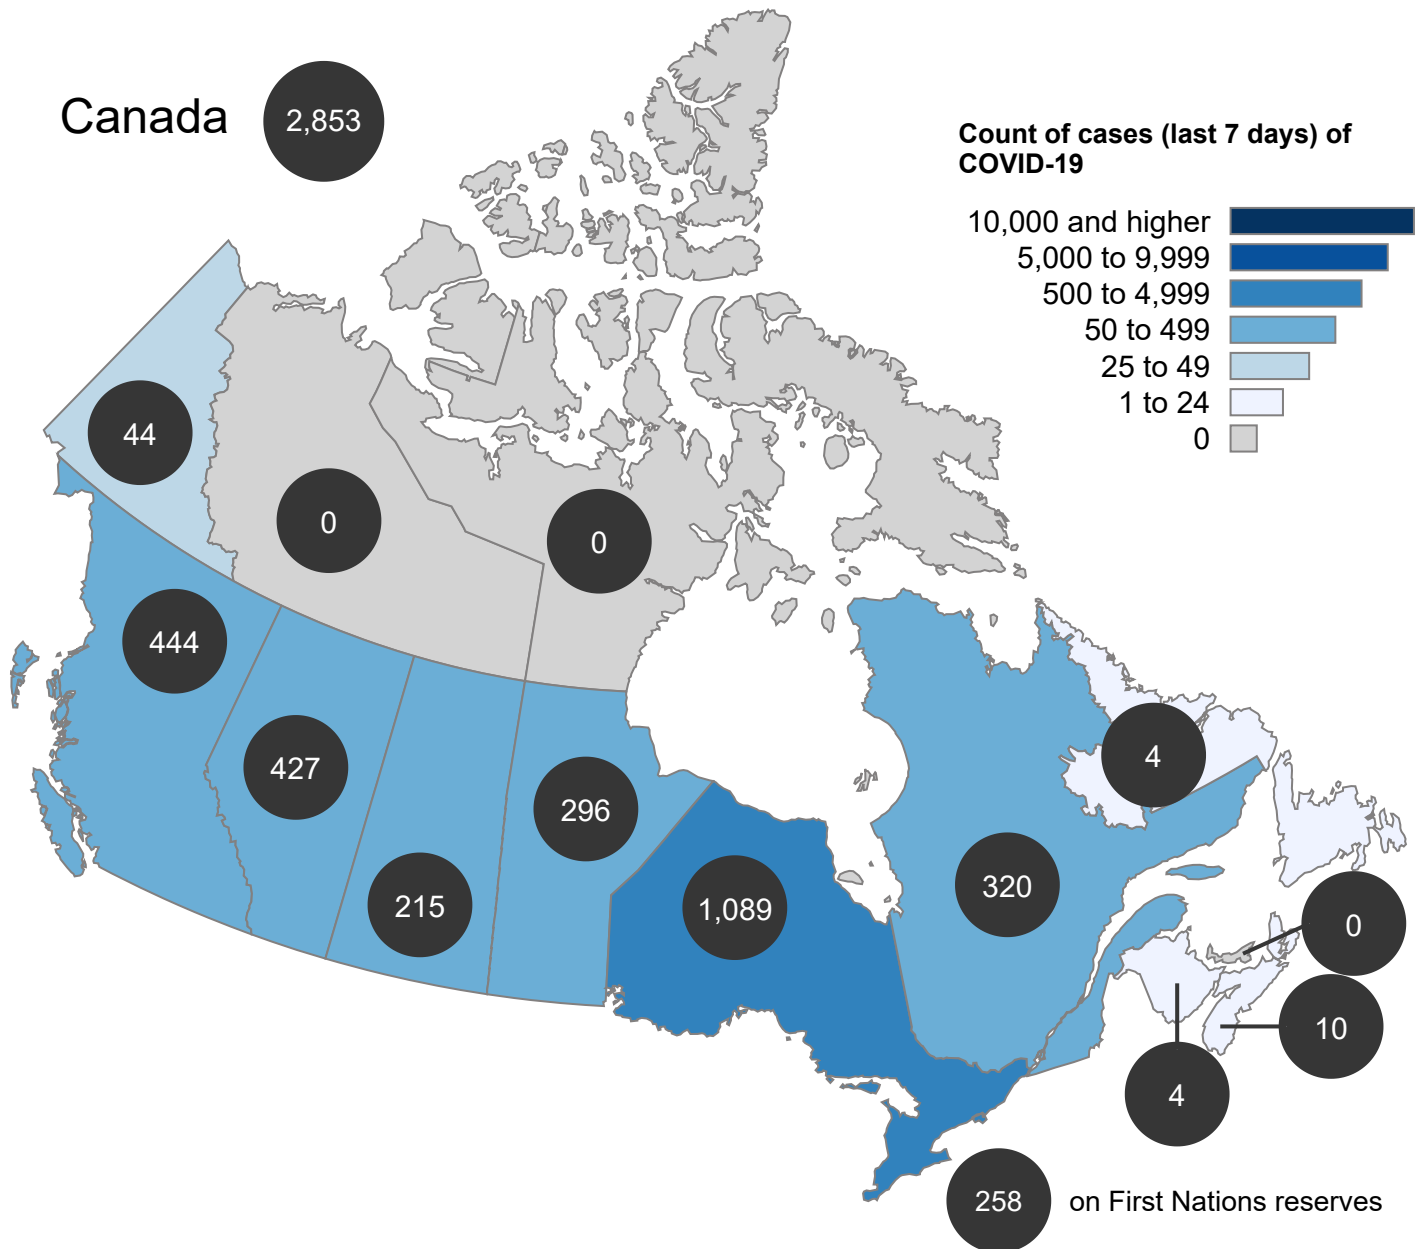 Canada
2,853
Count of cases (last 7 days) of
COVID-19
10,000 and higher
5,000 to 9,999
500 to 4,999
50 to 499
25 to 49
1 to 24
0
44
0
0
444
427
296
4
215
1,089
320
0
10
4
258
on First Nations reserves